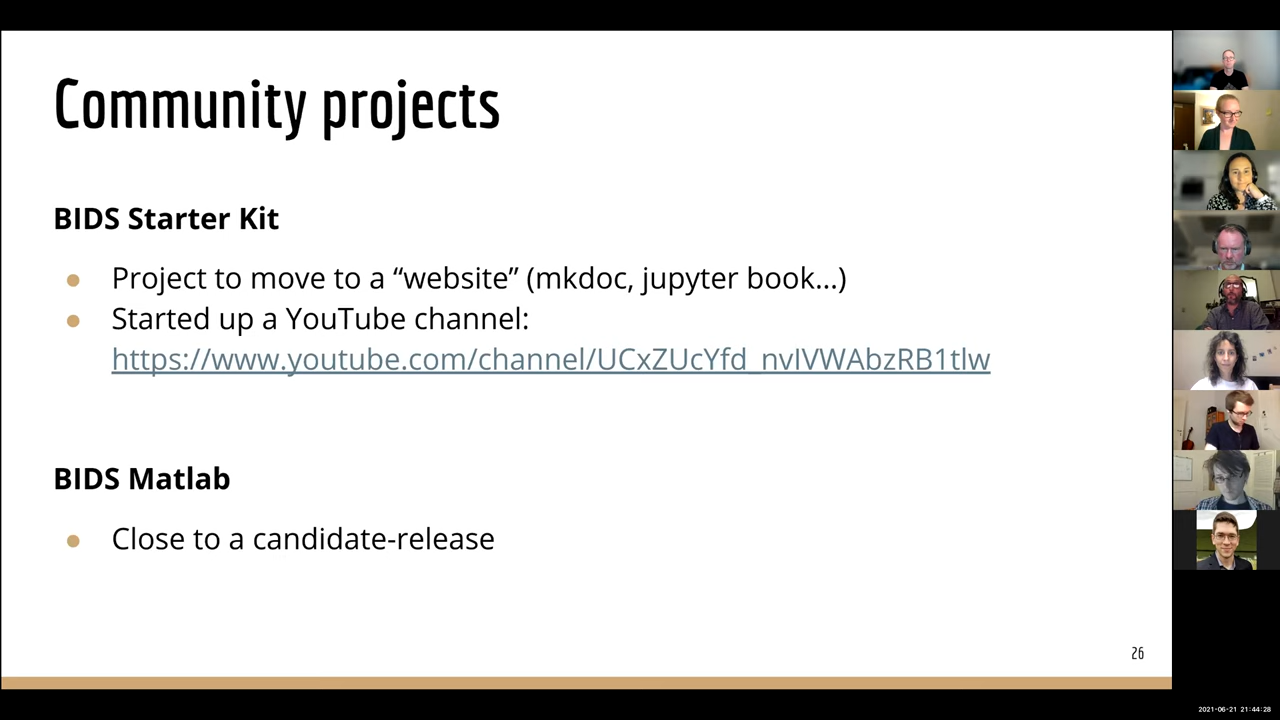 Community projects
BIDS Starter Kit
● Project to move to a “website” (mkdoc, jupyter book...)
● Started up a YouTube channel:
https://www.youtube.com/channel/UCxZUcYfd_nvIVWAbzRB1tlw
BIDS Matlab
● Close to a candidate-release
26
2021-06-21 21:44:28